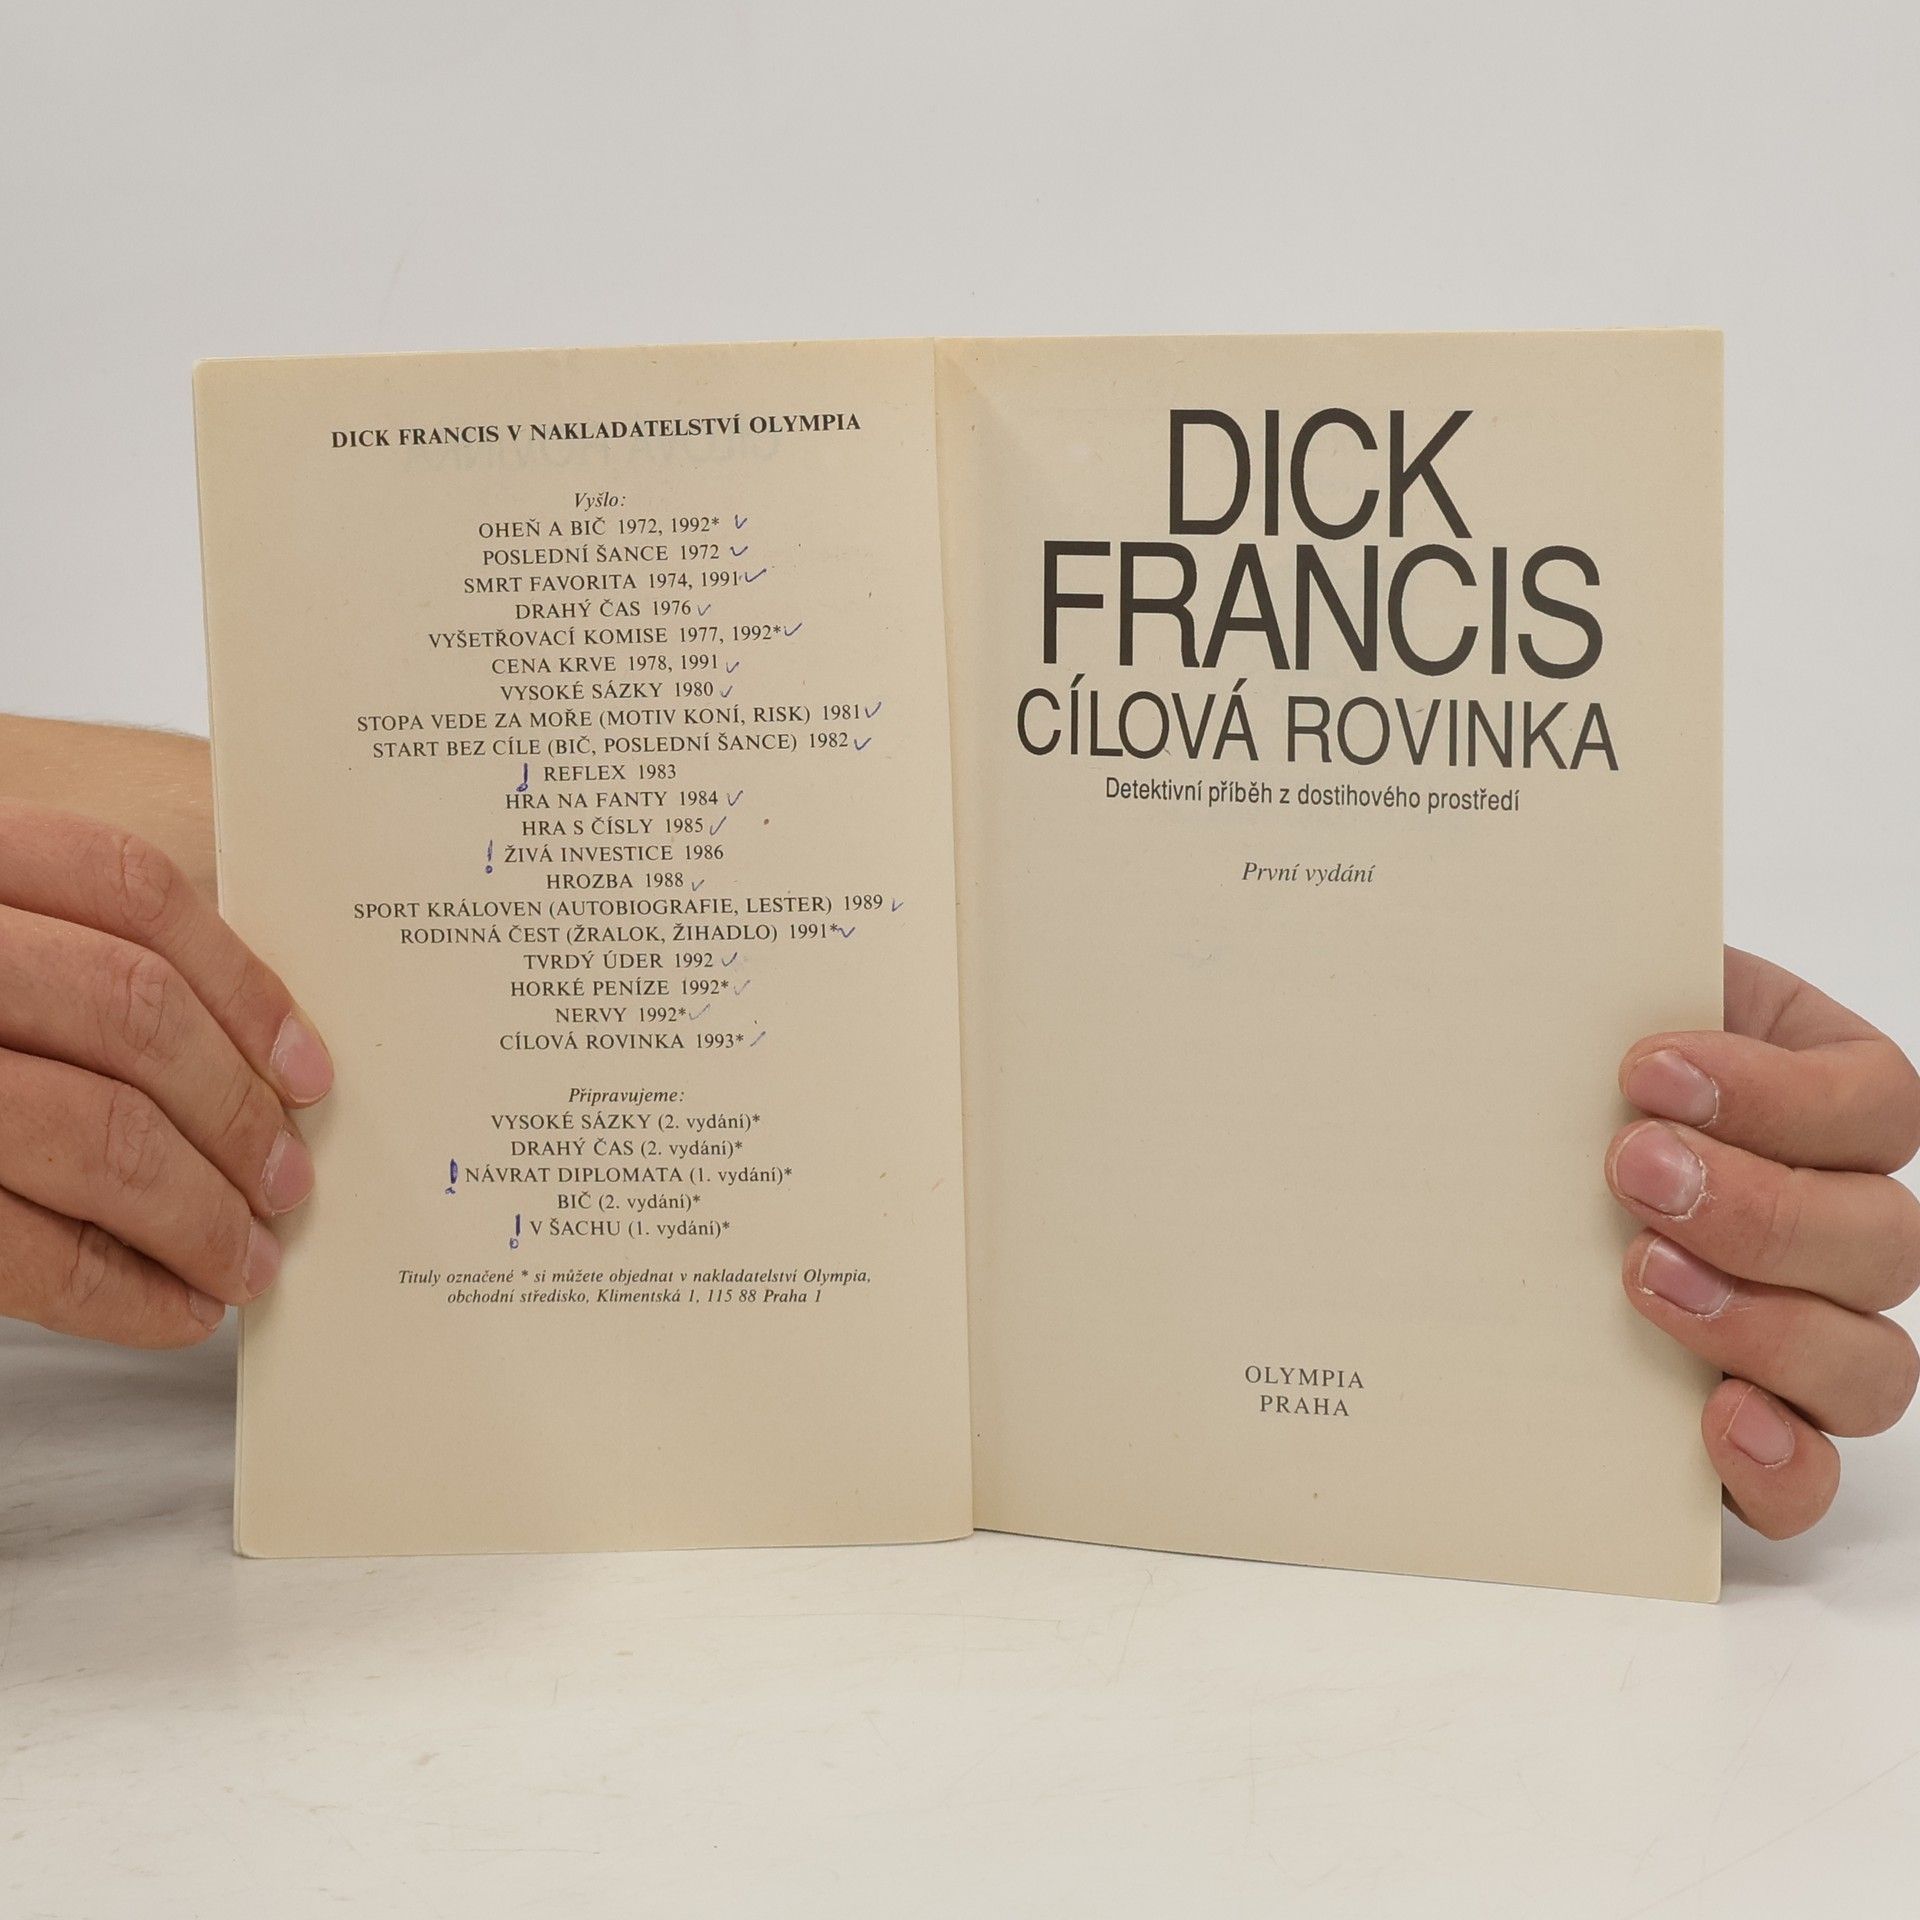 DICK FRANCIS V NAKLADATELSTVÍ OLYMPIA
Vyšlo:
OHEŇ A BIČ 1972, 1992*
POSLEDNÍ ŠANCE 1972
SMRT FAVORITA 1974, 1991
DRAHÝ ČAS 1976
VYŠETŘOVACÍ KOMISE 1977, 1992*
CENA KRVE 1978, 1991
VYSOKÉ SÁZKY 1980
STOPA VEDE ZA MOŘE (MOTIV KONÍ, RISK) 1981
START BEZ CÍLE (BIČ, POSLEDNÍ ŠANCE) 1982
! REFLEX 1983
HRA NA FANTY 1984
HRA S ČÍSLY 1985
! ŽIVÁ INVESTICE 1986
HROZBA 1988
SPORT KRÁLOVEN (AUTOBIOGRAFIE, LESTER) 1989
RODINNÁ ČEST (ŽRALOK, ŽIHADLO) 1991*
TVRDÝ ÚDER 1992
HORKÉ PENÍZE 1992*
NERVY 1992*
CÍLOVÁ ROVINKA 1993*
Připravujeme:
VYSOKÉ SÁZKY (2. vydání)*
DRAHÝ ČAS (2. vydání)*
! NÁVRAT DIPLOMATA (1. vydání)*
BIČ (2. vydání)*
! V ŠACHU (1. vydání)*
Tituly označené * si můžete objednat v nakladatelství Olympia,
obchodní středisko, Klimentská 1, 115 88 Praha 1
DICK
FRANCIS
CÍLOVÁ ROVINKA
Detektivní příběh z dostihového prostředí
První vydání
OLYMPIA
PRAHA